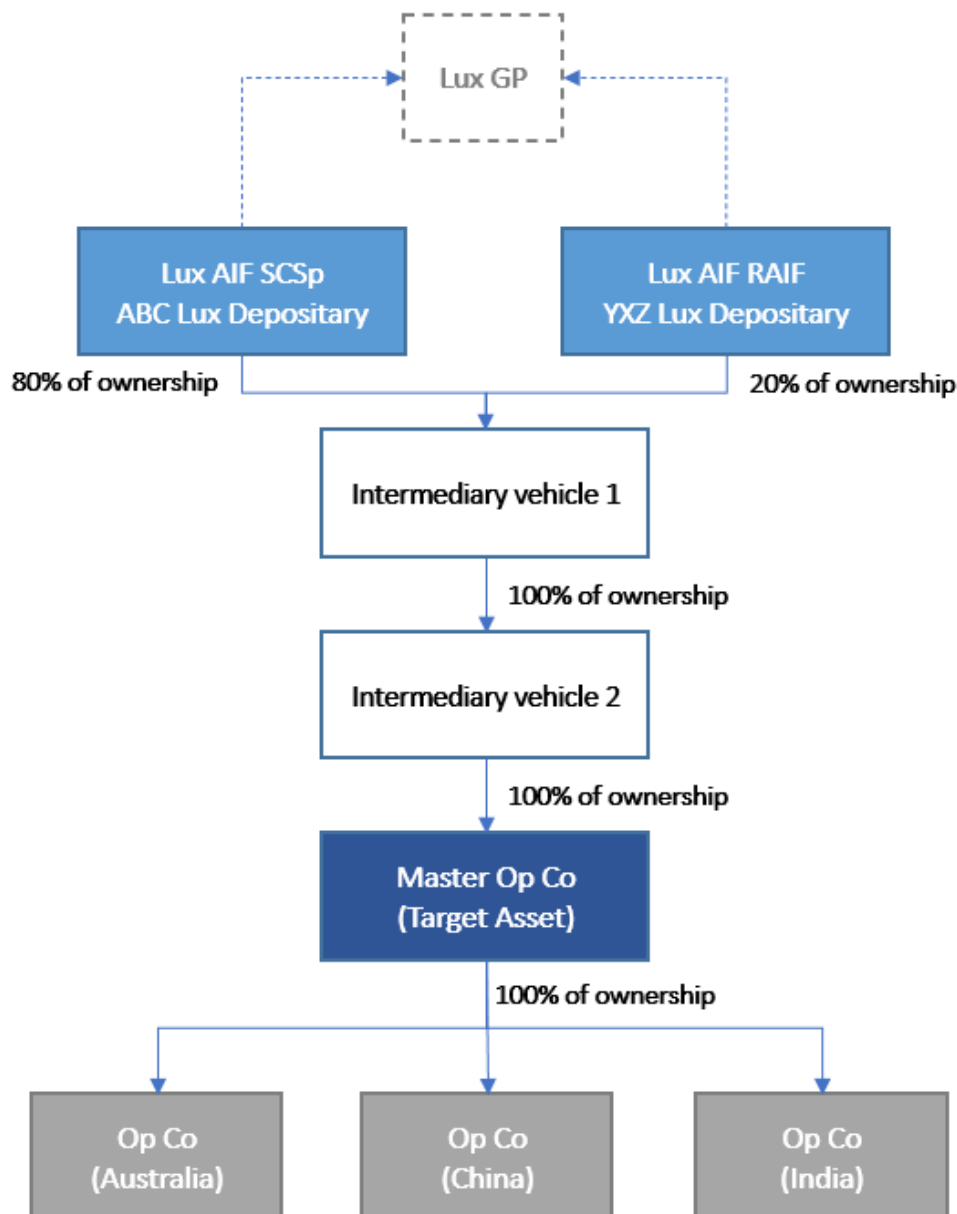 Lux GP
Lux AIF SCSp
ABC Lux Depositary
Lux AIF RAIF
YXZ Lux Depositary
80% of ownership
20% of ownership
Intermediary vehicle 1
100% of ownership
Intermediary vehicle 2
100% of ownership
Master Op Co
(Target Asset)
100% of ownership
Op Co
(Australia)
Op Co
(China)
Op Co
(India)